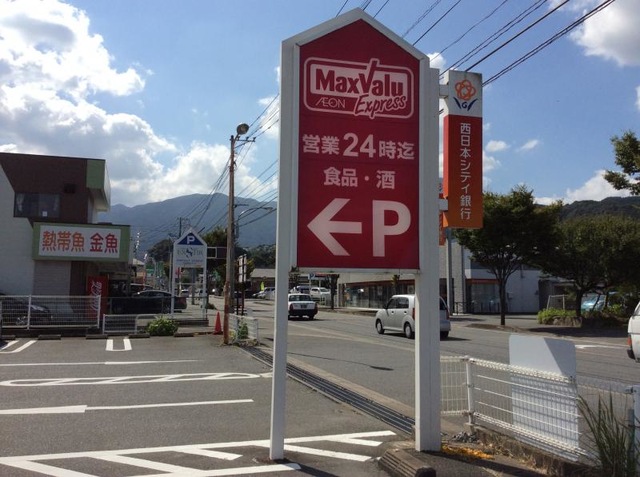 MaxValu
ÆON Express
営業24時迄
食品・酒
←P
西日本シティ銀行
熱帯魚 金魚
P